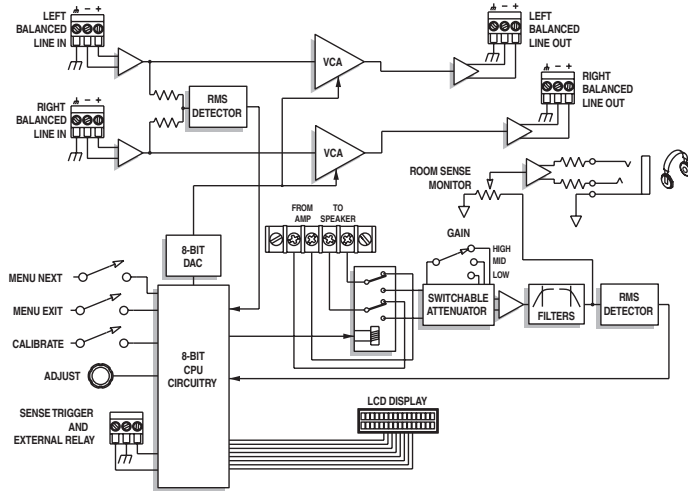 LEFT
BALANCED
LINE IN
– +
VCA
LEFT
BALANCED
LINE OUT
– +
RIGHT
BALANCED
LINE OUT
– +
RMS
DETECTOR
RIGHT
BALANCED
LINE IN
– +
VCA
ROOM SENSE
MONITOR
FROM
AMP
TO
SPEAKER
8-BIT
DAC
GAIN
HIGH
MID
LOW
MENU NEXT
MENU EXIT
CALIBRATE
ADJUST
8-BIT
CPU
CIRCUITRY
SWITCHABLE
ATTENUATOR
FILTERS
RMS
DETECTOR
SENSE TRIGGER
AND
EXTERNAL RELAY
LCD DISPLAY